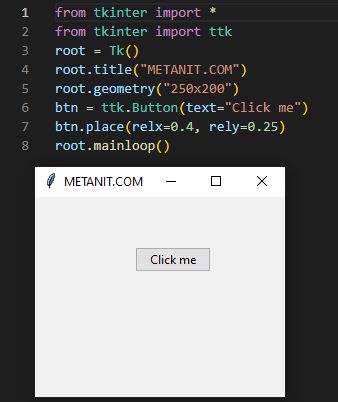 1 from tkinter import *
2 from tkinter import ttk
3 root = Tk()
4 root.title("METANIT.COM")
5 root.geometry("250x200")
6 btn = ttk.Button(text="Click me")
7 btn.place(relx=0.4, rely=0.25)
8 root.mainloop()
METANIT.COM
Click me